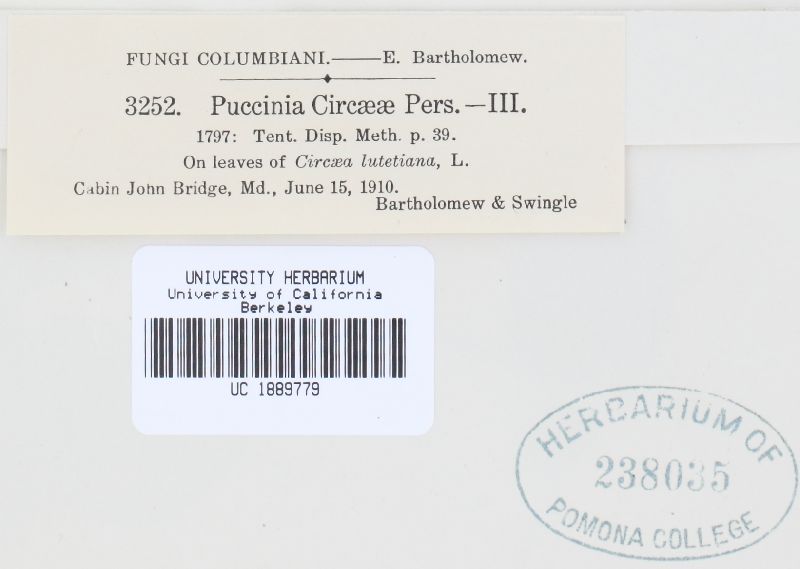 FUNGI COLUMBIANI.——E. Bartholomew.
3252. Puccinia Circææ Pers.—III.
1797: Tent. Disp. Meth. p. 39.
On leaves of Circæa lutetiana, L.
Cabin John Bridge, Md., June 15, 1910.
Bartholomew & Swingle
UNIVERSITY HERBARIUM
University of California
Berkeley
UC 1889779
HERBARIUM OF
238035
POMONA COLLEGE